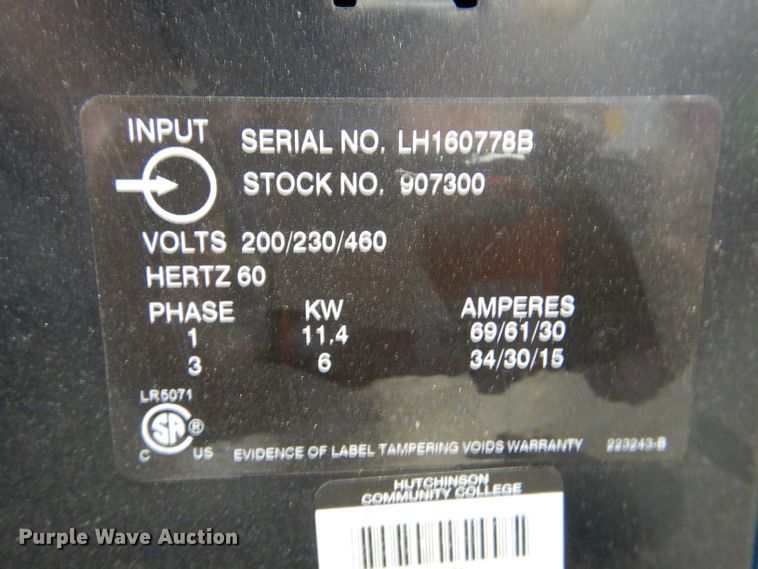 INPUT
SERIAL NO. LH160778B
STOCK NO. 907300
VOLTS 200/230/460
HERTZ 60
PHASE KW AMPERES
1 11.4 69/61/30
3 6 34/30/15
LR5071
SA ®
C US
EVIDENCE OF LABEL TAMPERING VOIDS WARRANTY 223243-B
HUTCHINSON
COMMUNITY COLLEGE
Purple Wave Auction